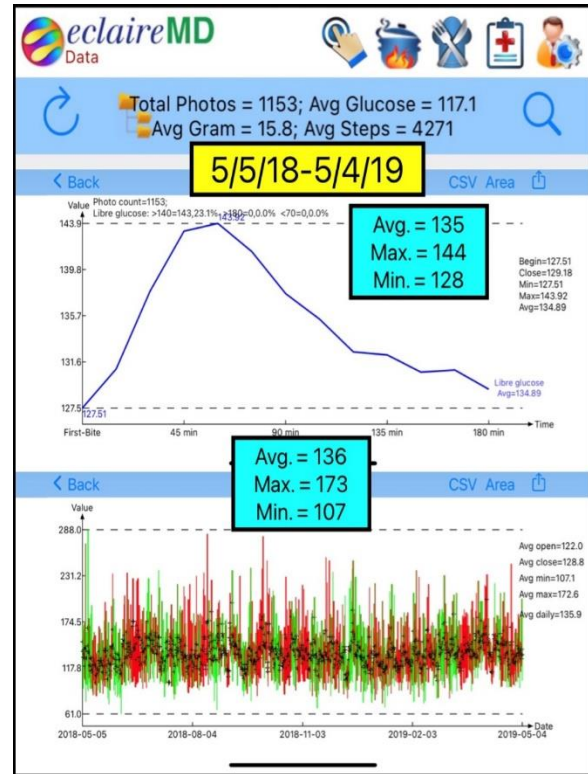 eclaireMD
Data
Total Photos = 1153; Avg Glucose = 117.1
Avg Gram = 15.8; Avg Steps = 4271
5/5/18-5/4/19
Back
CSV Area
Value
Photo count=1153;
Libre glucose: >140=143,23.1% >180=0,0.0% <70=0,0.0%
143.92
143.9
139.8
135.7
131.6
127.5
127.51
Avg. = 135
Max. = 144
Min. = 128
Begin=127.51
Close=129.18
Min=127.51
Max=143.92
Avg=134.89
Libre glucose
Avg=134.89
Time
First-Bite
45 min
90 min
135 min
180 min
Avg. = 136
Max. = 173
Min. = 107
Back
CSV Area
Value
288.0
231.2
174.5
117.8
61.0
Avg open=122.0
Avg close=128.8
Avg min=107.1
Avg max=172.6
Avg daily=135.9
Date
2018-05-05
2018-08-04
2018-11-03
2019-02-03
2019-05-04